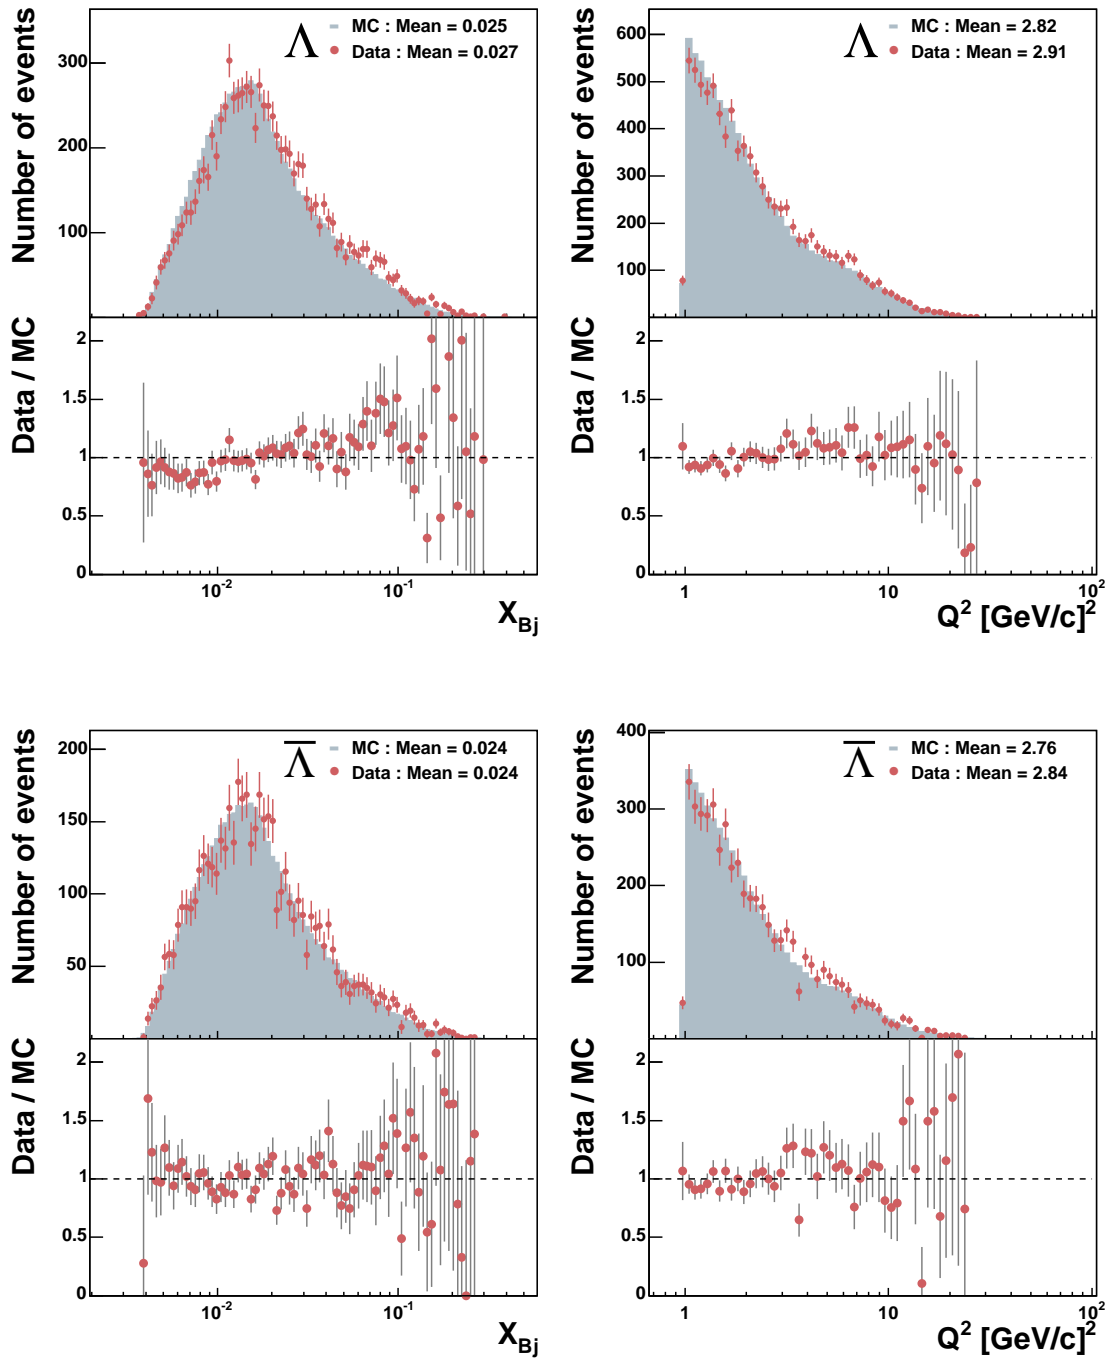 Number of events
300
200
100
Λ
MC : Mean = 0.025
Data : Mean = 0.027
Data / MC
2
1.5
1
0.5
0
10⁻²
10⁻¹
X_Bj
Number of events
600
500
400
300
200
100
Λ
MC : Mean = 2.82
Data : Mean = 2.91
Data / MC
2
1.5
1
0.5
0
1
10
10²
Q² [GeV/c]²
Number of events
200
150
100
50
Λ̅
MC : Mean = 0.024
Data : Mean = 0.024
Data / MC
2
1.5
1
0.5
0
10⁻²
10⁻¹
X_Bj
Number of events
400
300
200
100
Λ̅
MC : Mean = 2.76
Data : Mean = 2.84
Data / MC
2
1.5
1
0.5
0
1
10
10²
Q² [GeV/c]²